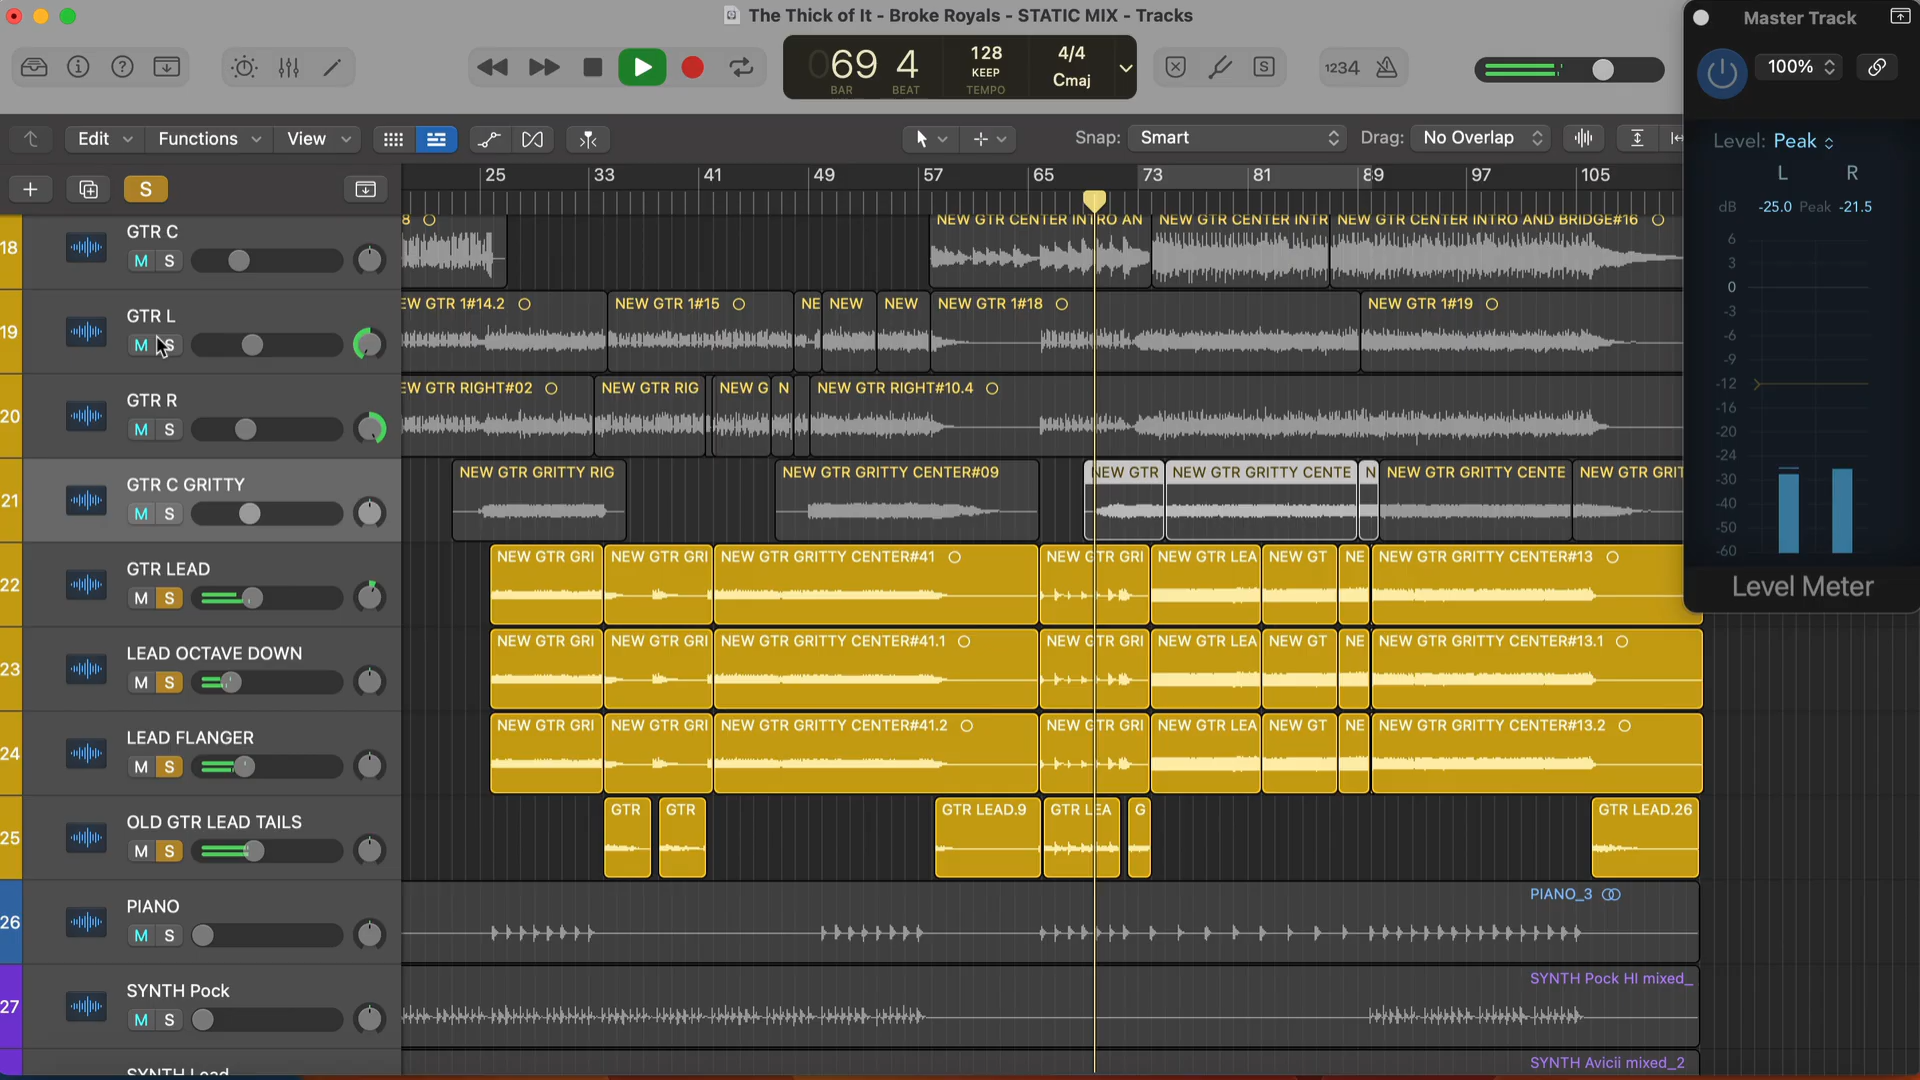 The Thick of It - Broke Royals - STATIC MIX - Tracks
Master Track
069 4
BAR BEAT
128
KEEP
TEMPO
4/4
Cmaj
1234
100%
Edit Functions View
Snap: Smart
Drag: No Overlap
Level: Peak
L R
dB -25.0 Peak -21.5
6
3
0
-3
-6
-9
-12
-16
-20
-24
-30
-40
-50
-60
Level Meter
S
25 33 41 49 57 65 73 81 89 97 105
18 GTR C
M S
8 NEW GTR CENTER INTRO AN NEW GTR CENTER INTR NEW GTR CENTER INTRO AND BRIDGE#16
19 GTR L
M S
EW GTR 1#14.2 NEW GTR 1#15 NE NEW NEW NEW GTR 1#18 NEW GTR 1#19
20 GTR R
M S
EW GTR RIGHT#02 NEW GTR RIG NEW G N NEW GTR RIGHT#10.4
21 GTR C GRITTY
M S
NEW GTR GRITTY RIG NEW GTR GRITTY CENTER#09 NEW GTR NEW GTR GRITTY CENTE N NEW GTR GRITTY CENTE NEW GTR GRIT
22 GTR LEAD
M S
NEW GTR GRI NEW GTR GRI NEW GTR GRITTY CENTER#41 NEW GTR GRI NEW GTR LEA NEW GT NE NEW GTR GRITTY CENTER#13
23 LEAD OCTAVE DOWN
M S
NEW GTR GRI NEW GTR GRI NEW GTR GRITTY CENTER#41.1 NEW GTR GRI NEW GTR LEA NEW GT NE NEW GTR GRITTY CENTER#13.1
24 LEAD FLANGER
M S
NEW GTR GRI NEW GTR GRI NEW GTR GRITTY CENTER#41.2 NEW GTR GRI NEW GTR LEA NEW GT NE NEW GTR GRITTY CENTER#13.2
25 OLD GTR LEAD TAILS
M S
GTR GTR GTR LEAD.9 GTR LEA G GTR LEAD.26
26 PIANO
M S
PIANO_3
27 SYNTH Pock
M S
SYNTH Pock HI mixed_
SYNTH Lead
SYNTH Avicii mixed_2